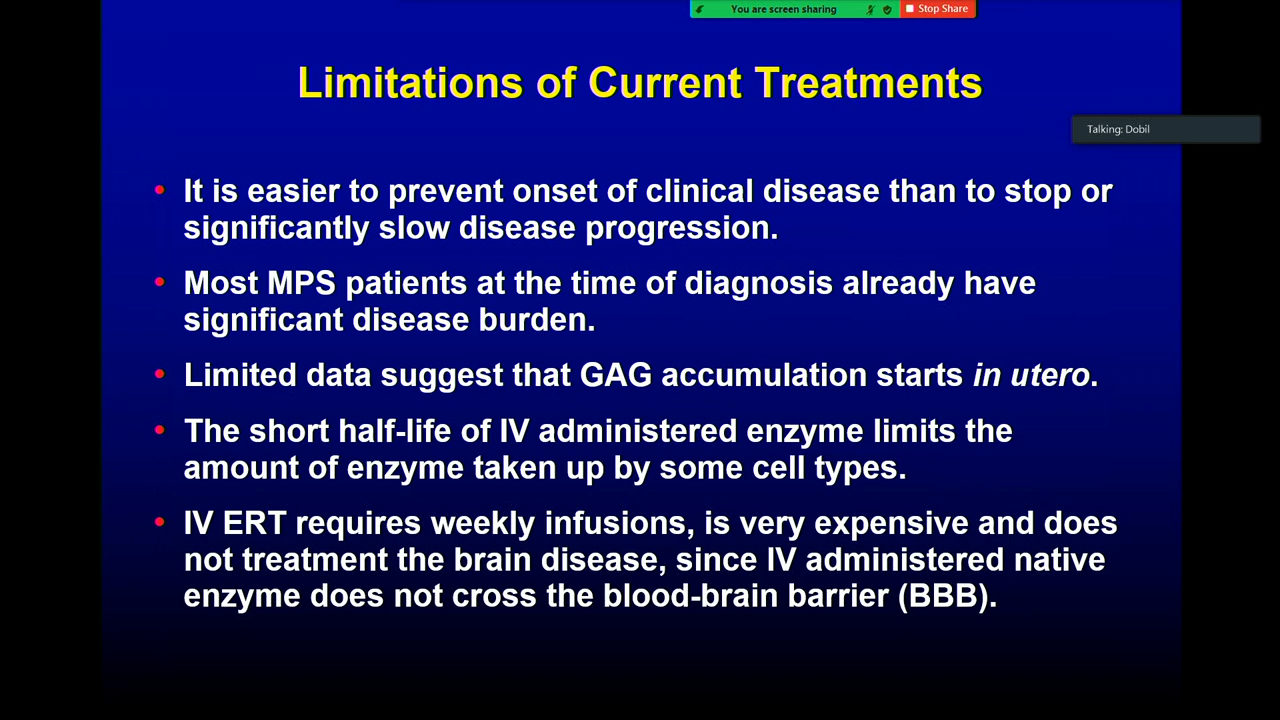 You are screen sharing
Stop Share
Limitations of Current Treatments
Talking: Dobil
• It is easier to prevent onset of clinical disease than to stop or
significantly slow disease progression.
• Most MPS patients at the time of diagnosis already have
significant disease burden.
• Limited data suggest that GAG accumulation starts in utero.
• The short half-life of IV administered enzyme limits the
amount of enzyme taken up by some cell types.
• IV ERT requires weekly infusions, is very expensive and does
not treatment the brain disease, since IV administered native
enzyme does not cross the blood-brain barrier (BBB).